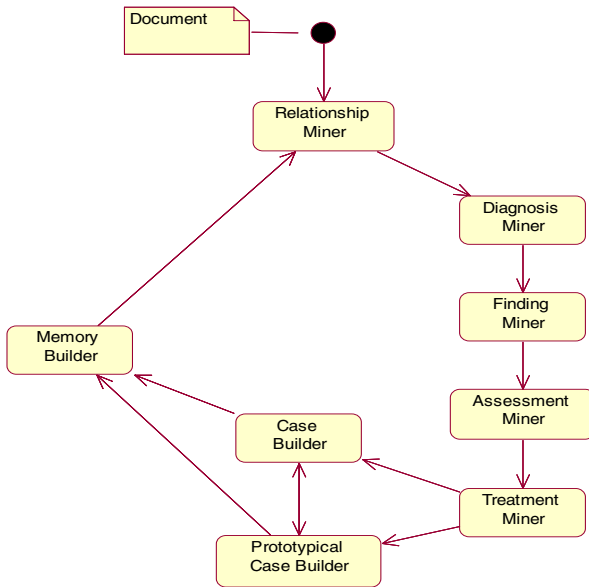 Document
Relationship
Miner
Diagnosis
Miner
Finding
Miner
Memory
Builder
Assessment
Miner
Case
Builder
Treatment
Miner
Prototypical
Case Builder